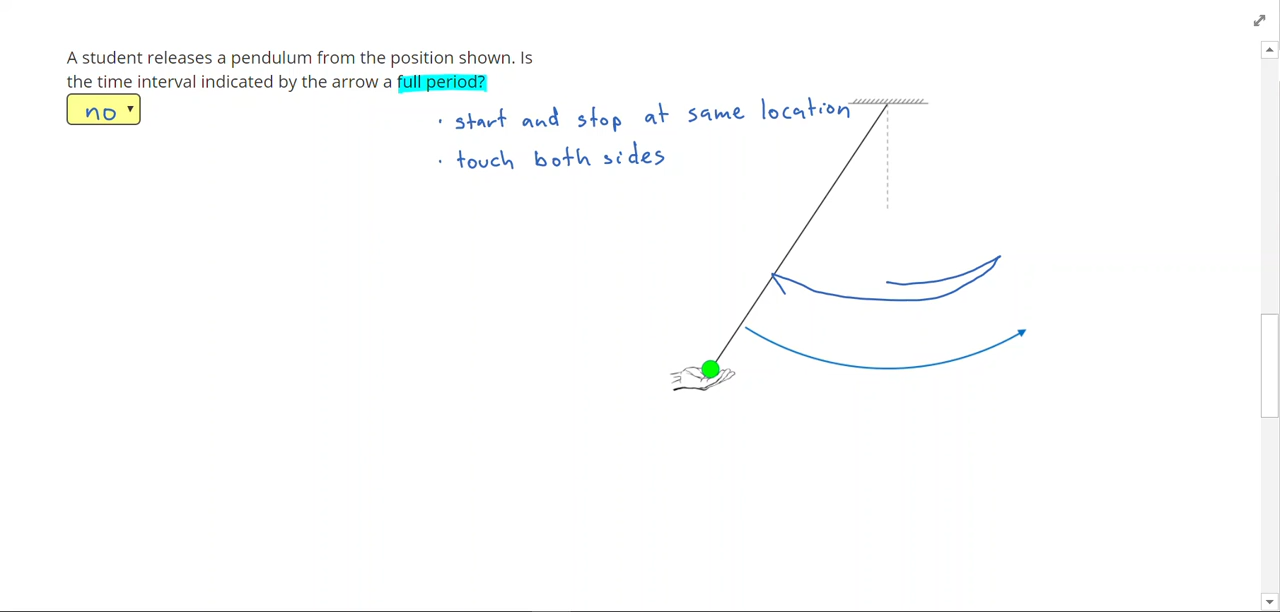 A student releases a pendulum from the position shown. Is
the time interval indicated by the arrow a full period?
no
· start and stop at same location
· touch both sides